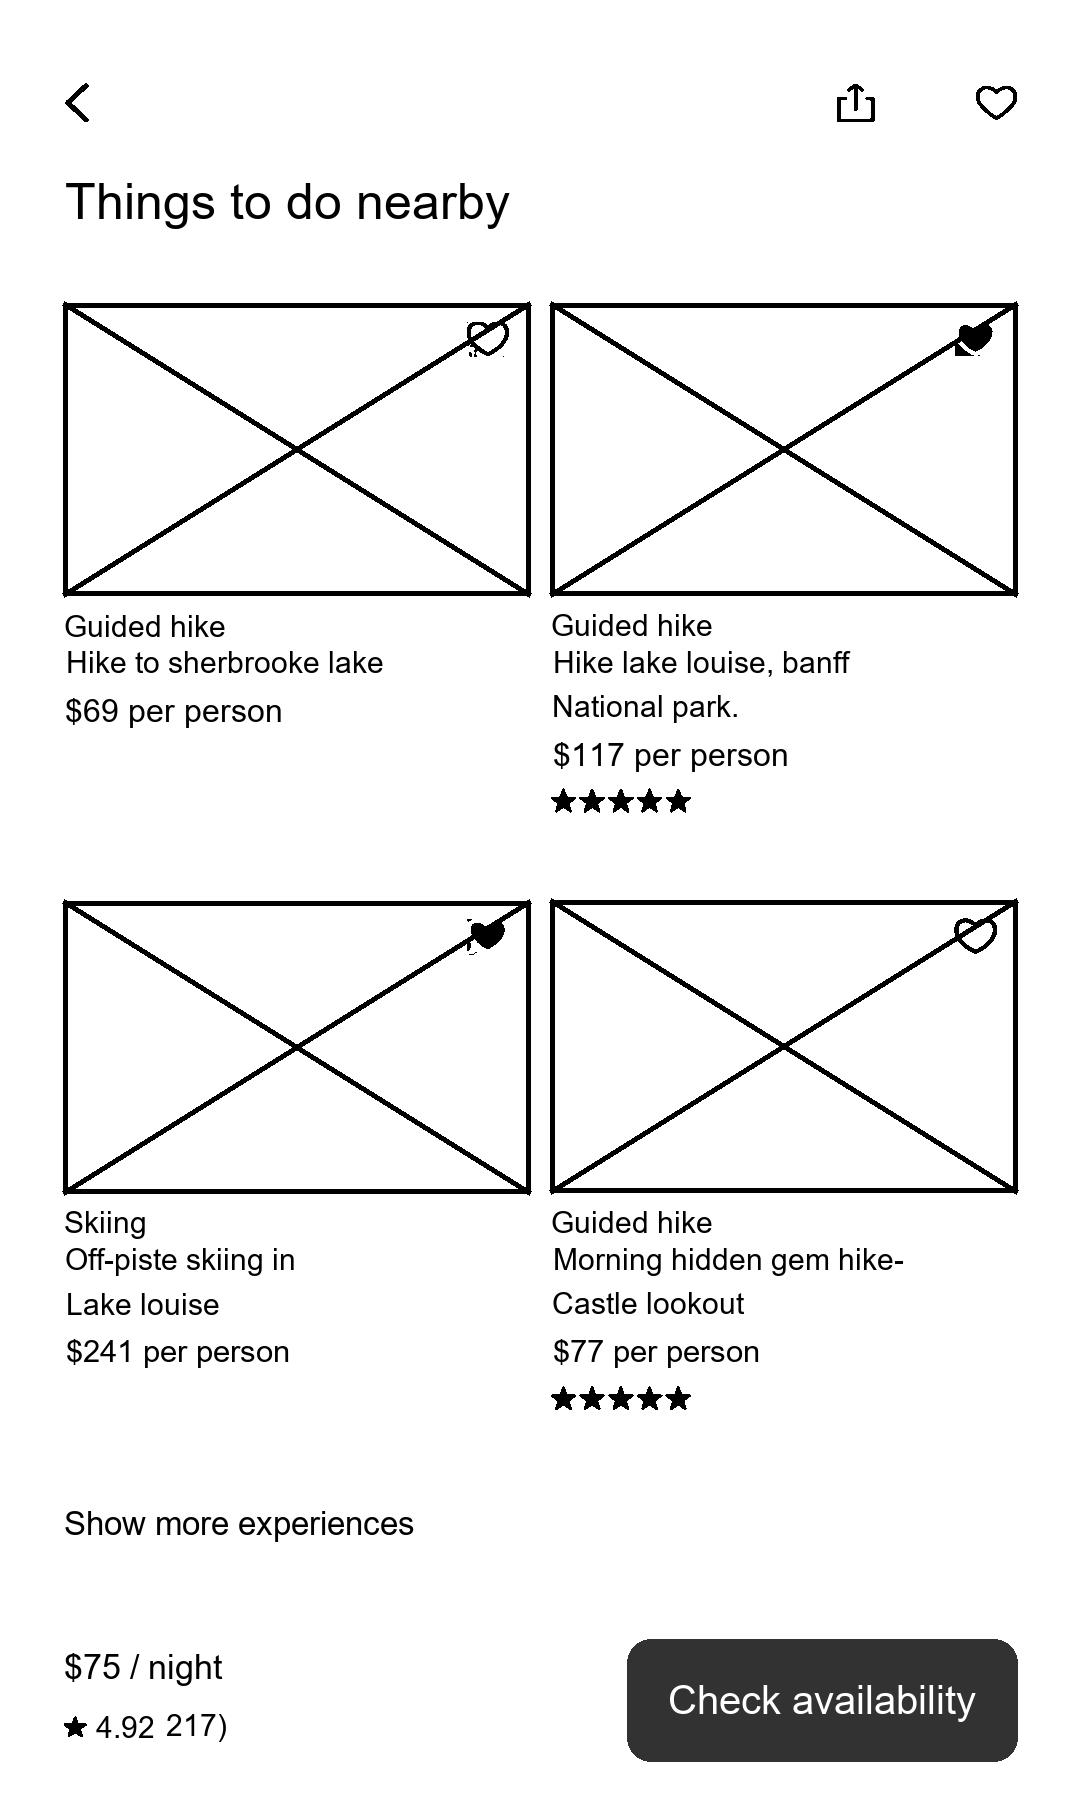 Things to do nearby
Guided hike
Hike to sherbrooke lake
$69 per person
Guided hike
Hike lake louise, banff
National park.
$117 per person
Skiing
Off-piste skiing in
Lake louise
$241 per person
Guided hike
Morning hidden gem hike-
Castle lookout
$77 per person
Show more experiences
$75 / night
4.92 217)
Check availability